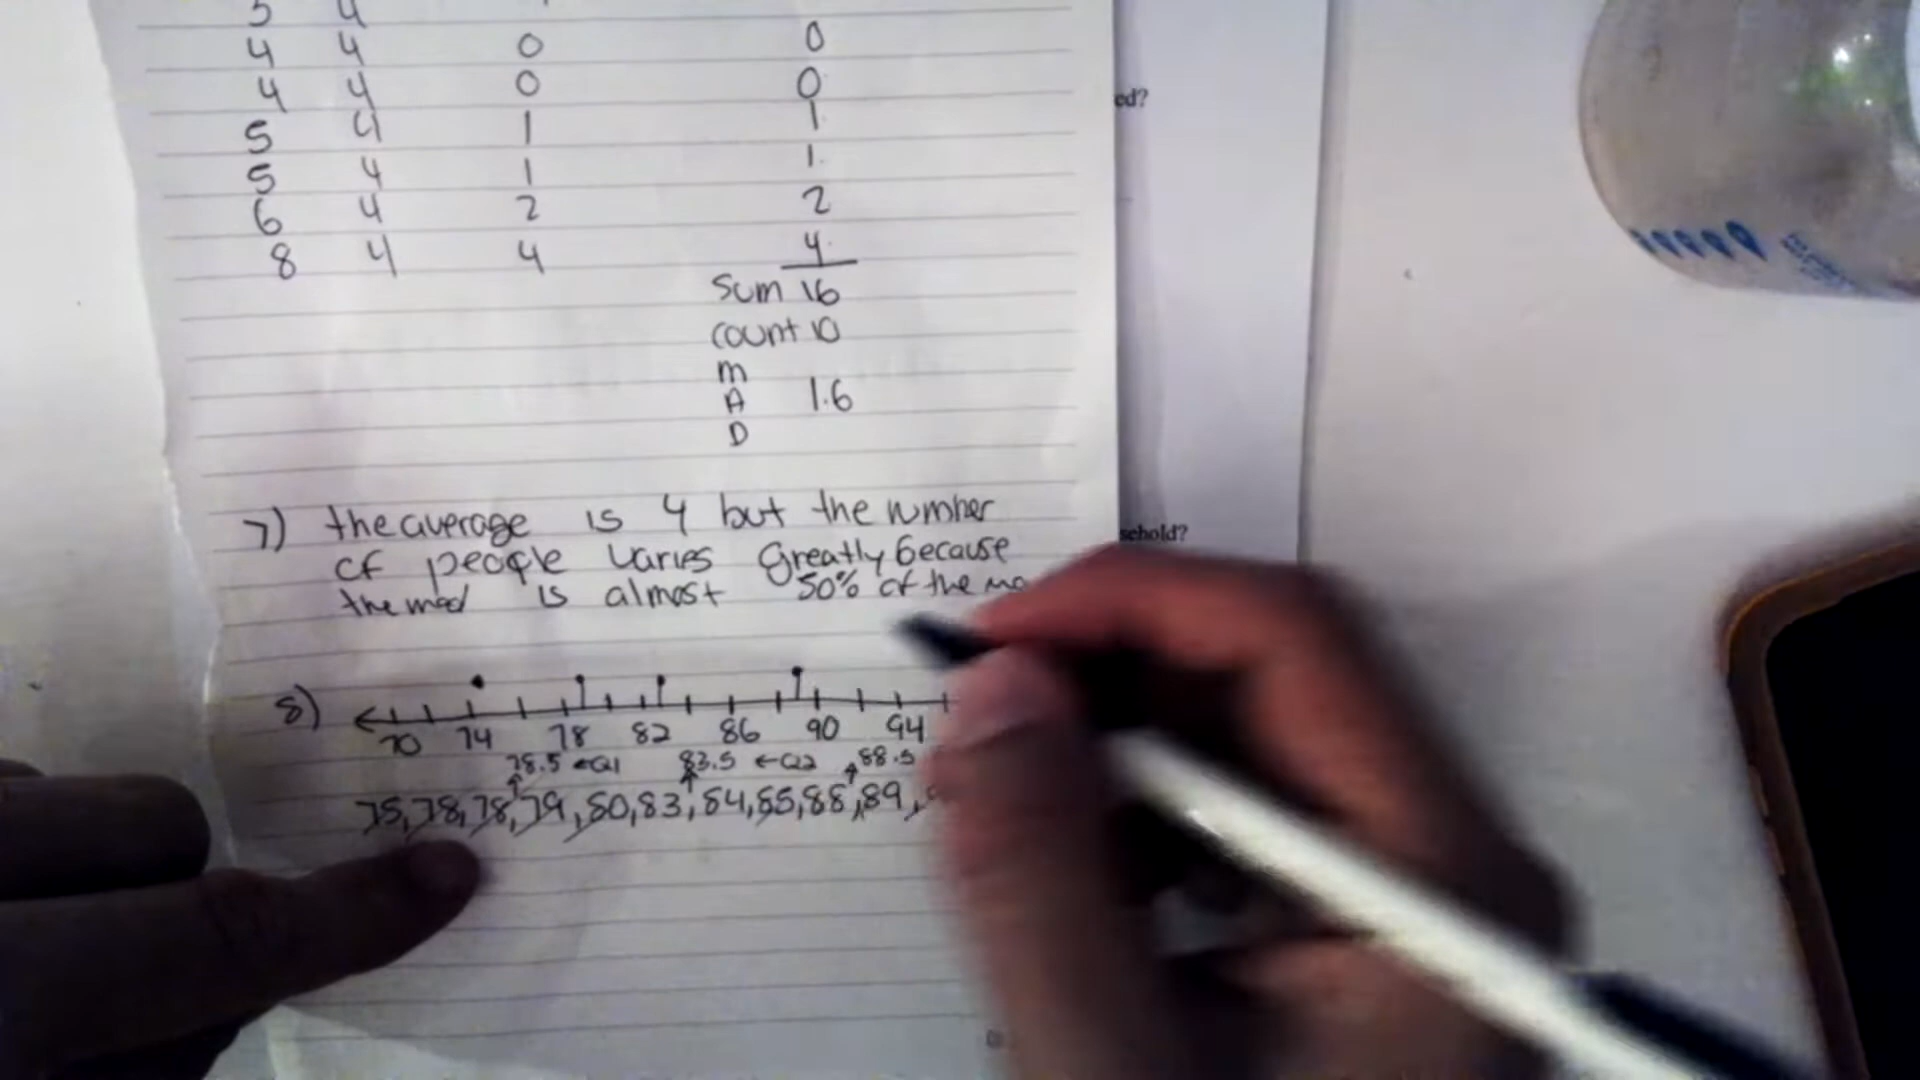 5 4
4 4 0 0
4 4 0 0
5 4 1 1
5 4 1 1.
6 4 2 2
8 4 4 4.
Sum 16
count 10
m
A 1.6
D
ed?
7) the average is 4 but the number
of people varies greatly because
sehold?
the mad is almost 50% of the
8)
70 74 78 82 86 90 94
78.5 ←Q1 83.5 ←Q2 88.5
75, 78, 78, 79, 80, 83, 84, 85, 88, 89,